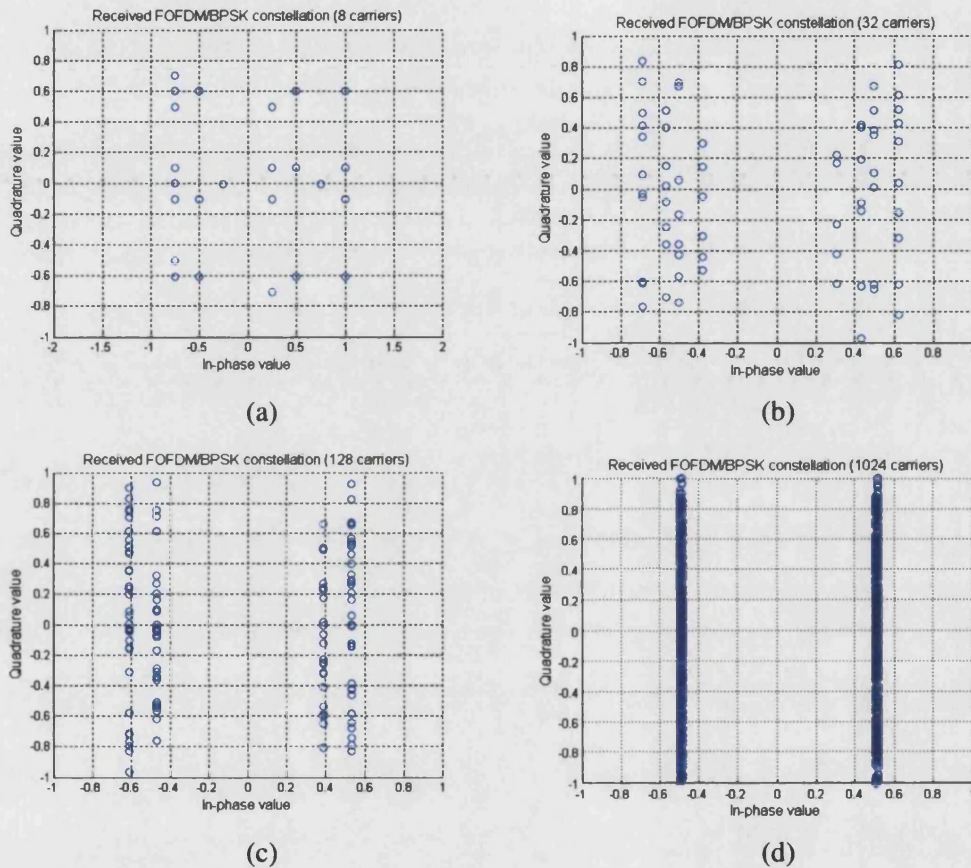 Received FOFDM/BPSK constellation (8 carriers)
Quadrature value
1
0.8
0.6
0.4
0.2
0
-0.2
-0.4
-0.6
-0.8
-1
-2 -1.5 -1 -0.5 0 0.5 1 1.5 2
In-phase value
(a)
Received FOFDM/BPSK constellation (32 carriers)
Quadrature value
1
0.8
0.6
0.4
0.2
0
-0.2
-0.4
-0.6
-0.8
-1
-1 -0.8 -0.6 -0.4 -0.2 0 0.2 0.4 0.6 0.8 1
In-phase value
(b)
Received FOFDM/BPSK constellation (128 carriers)
Quadrature value
1
0.8
0.6
0.4
0.2
0
-0.2
-0.4
-0.6
-0.8
-1
-1 -0.8 -0.6 -0.4 -0.2 0 0.2 0.4 0.6 0.8 1
In-phase value
(c)
Received FOFDM/BPSK constellation (1024 carriers)
Quadrature value
1
0.8
0.6
0.4
0.2
0
-0.2
-0.4
-0.6
-0.8
-1
-1 -0.8 -0.6 -0.4 -0.2 0 0.2 0.4 0.6 0.8 1
In-phase value
(d)